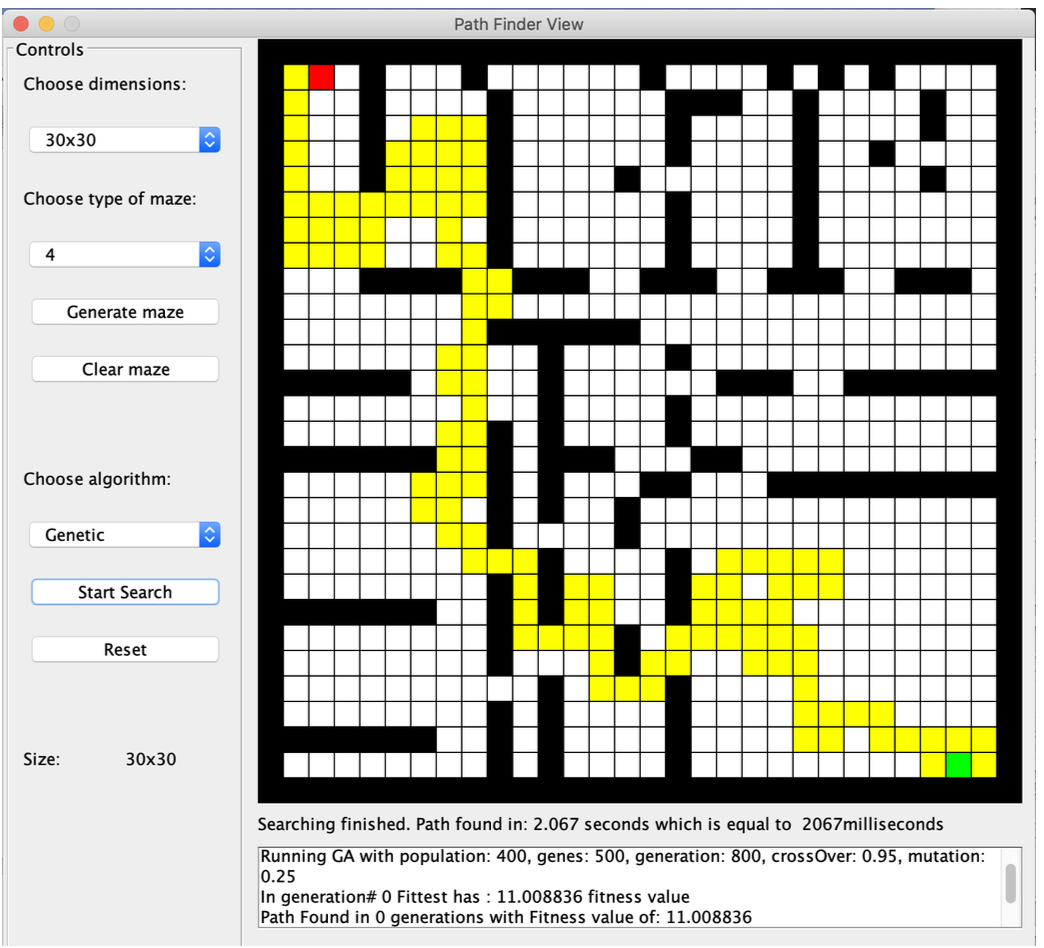 Path Finder View
Controls
Choose dimensions:
30x30
Choose type of maze:
4
Generate maze
Clear maze
Choose algorithm:
Genetic
Start Search
Reset
Size: 30x30
Searching finished. Path found in: 2.067 seconds which is equal to  2067milliseconds
Running GA with population: 400, genes: 500, generation: 800, crossOver: 0.95, mutation:
0.25
In generation# 0 Fittest has : 11.008836 fitness value
Path Found in 0 generations with Fitness value of: 11.008836